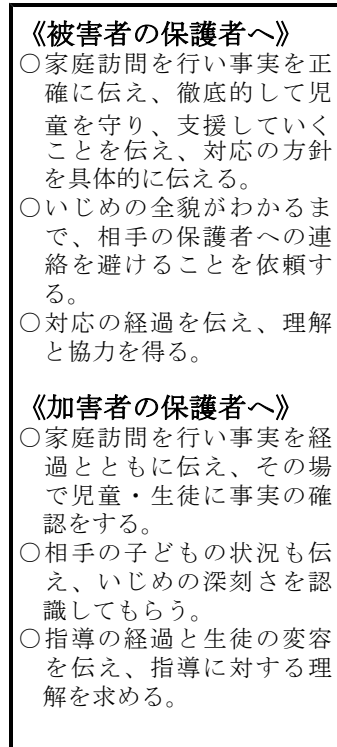 《被害者の保護者へ》
○家庭訪問を行い事実を正
確に伝え、徹底的して児
童を守り、支援していく
ことを伝え、対応の方針
を具体的に伝える。
○いじめの全貌がわかるま
で、相手の保護者への連
絡を避けることを依頼す
る。
○対応の経過を伝え、理解
と協力を得る。
《加害者の保護者へ》
○家庭訪問を行い事実を経
過とともに伝え、その場
で児童・生徒に事実の確
認をする。
○相手の子どもの状況も伝
え、いじめの深刻さを認
識してもらう。
○指導の経過と生徒の変容
を伝え、指導に対する理
解を求める。